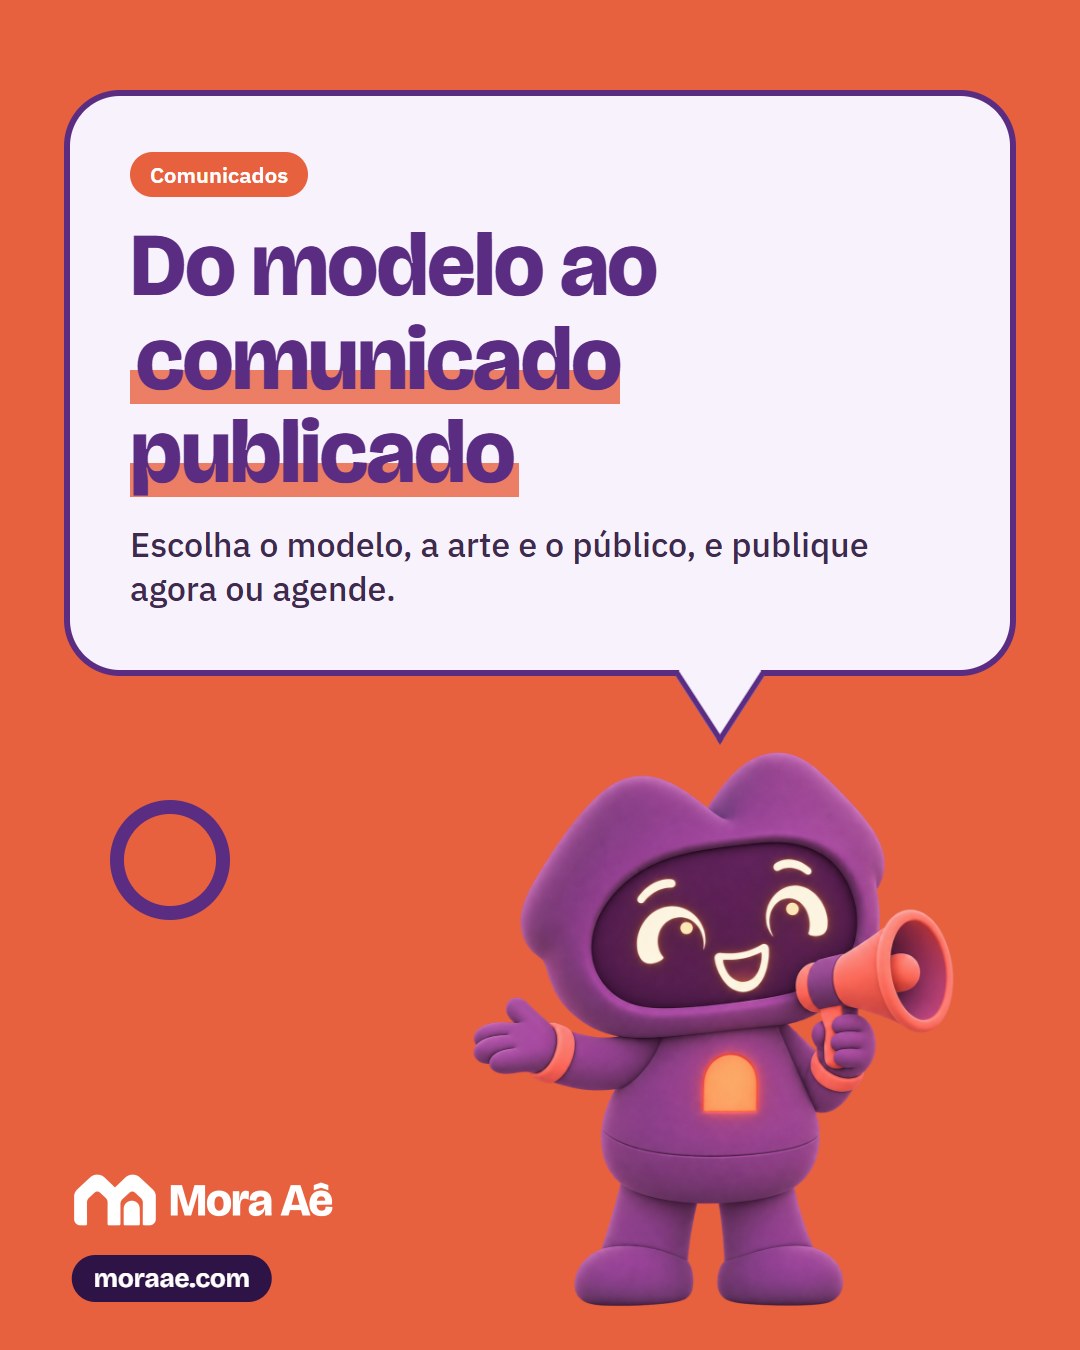 Comunicados
Do modelo ao
comunicado
publicado
Escolha o modelo, a arte e o público, e publique
agora ou agende.
Mora Aê
moraae.com